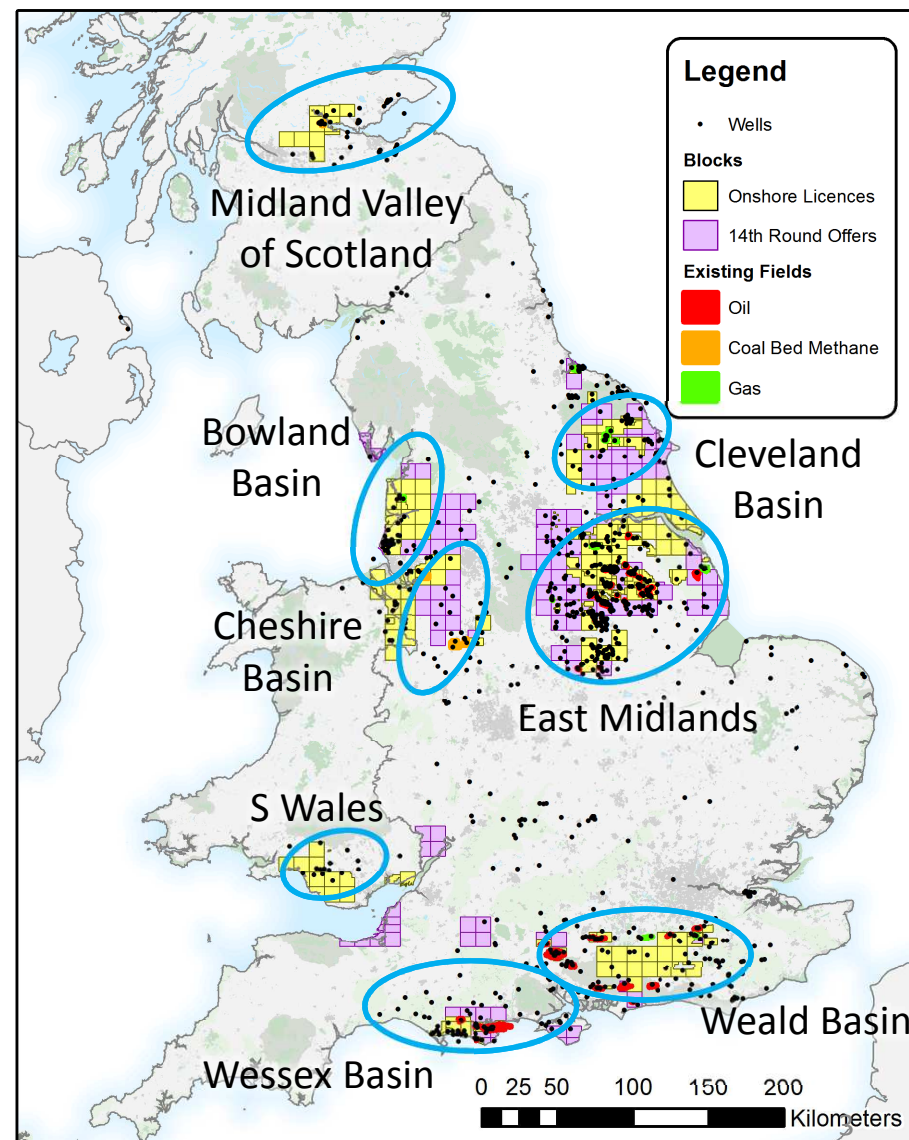 Legend
Wells
Blocks
Onshore Licences
14th Round Offers
Existing Fields
Oil
Coal Bed Methane
Gas
Midland Valley
of Scotland
Bowland
Basin
Cleveland
Basin
Cheshire
Basin
East Midlands
S Wales
Weald Basin
Wessex Basin
0 25 50 100 150 200
Kilometers